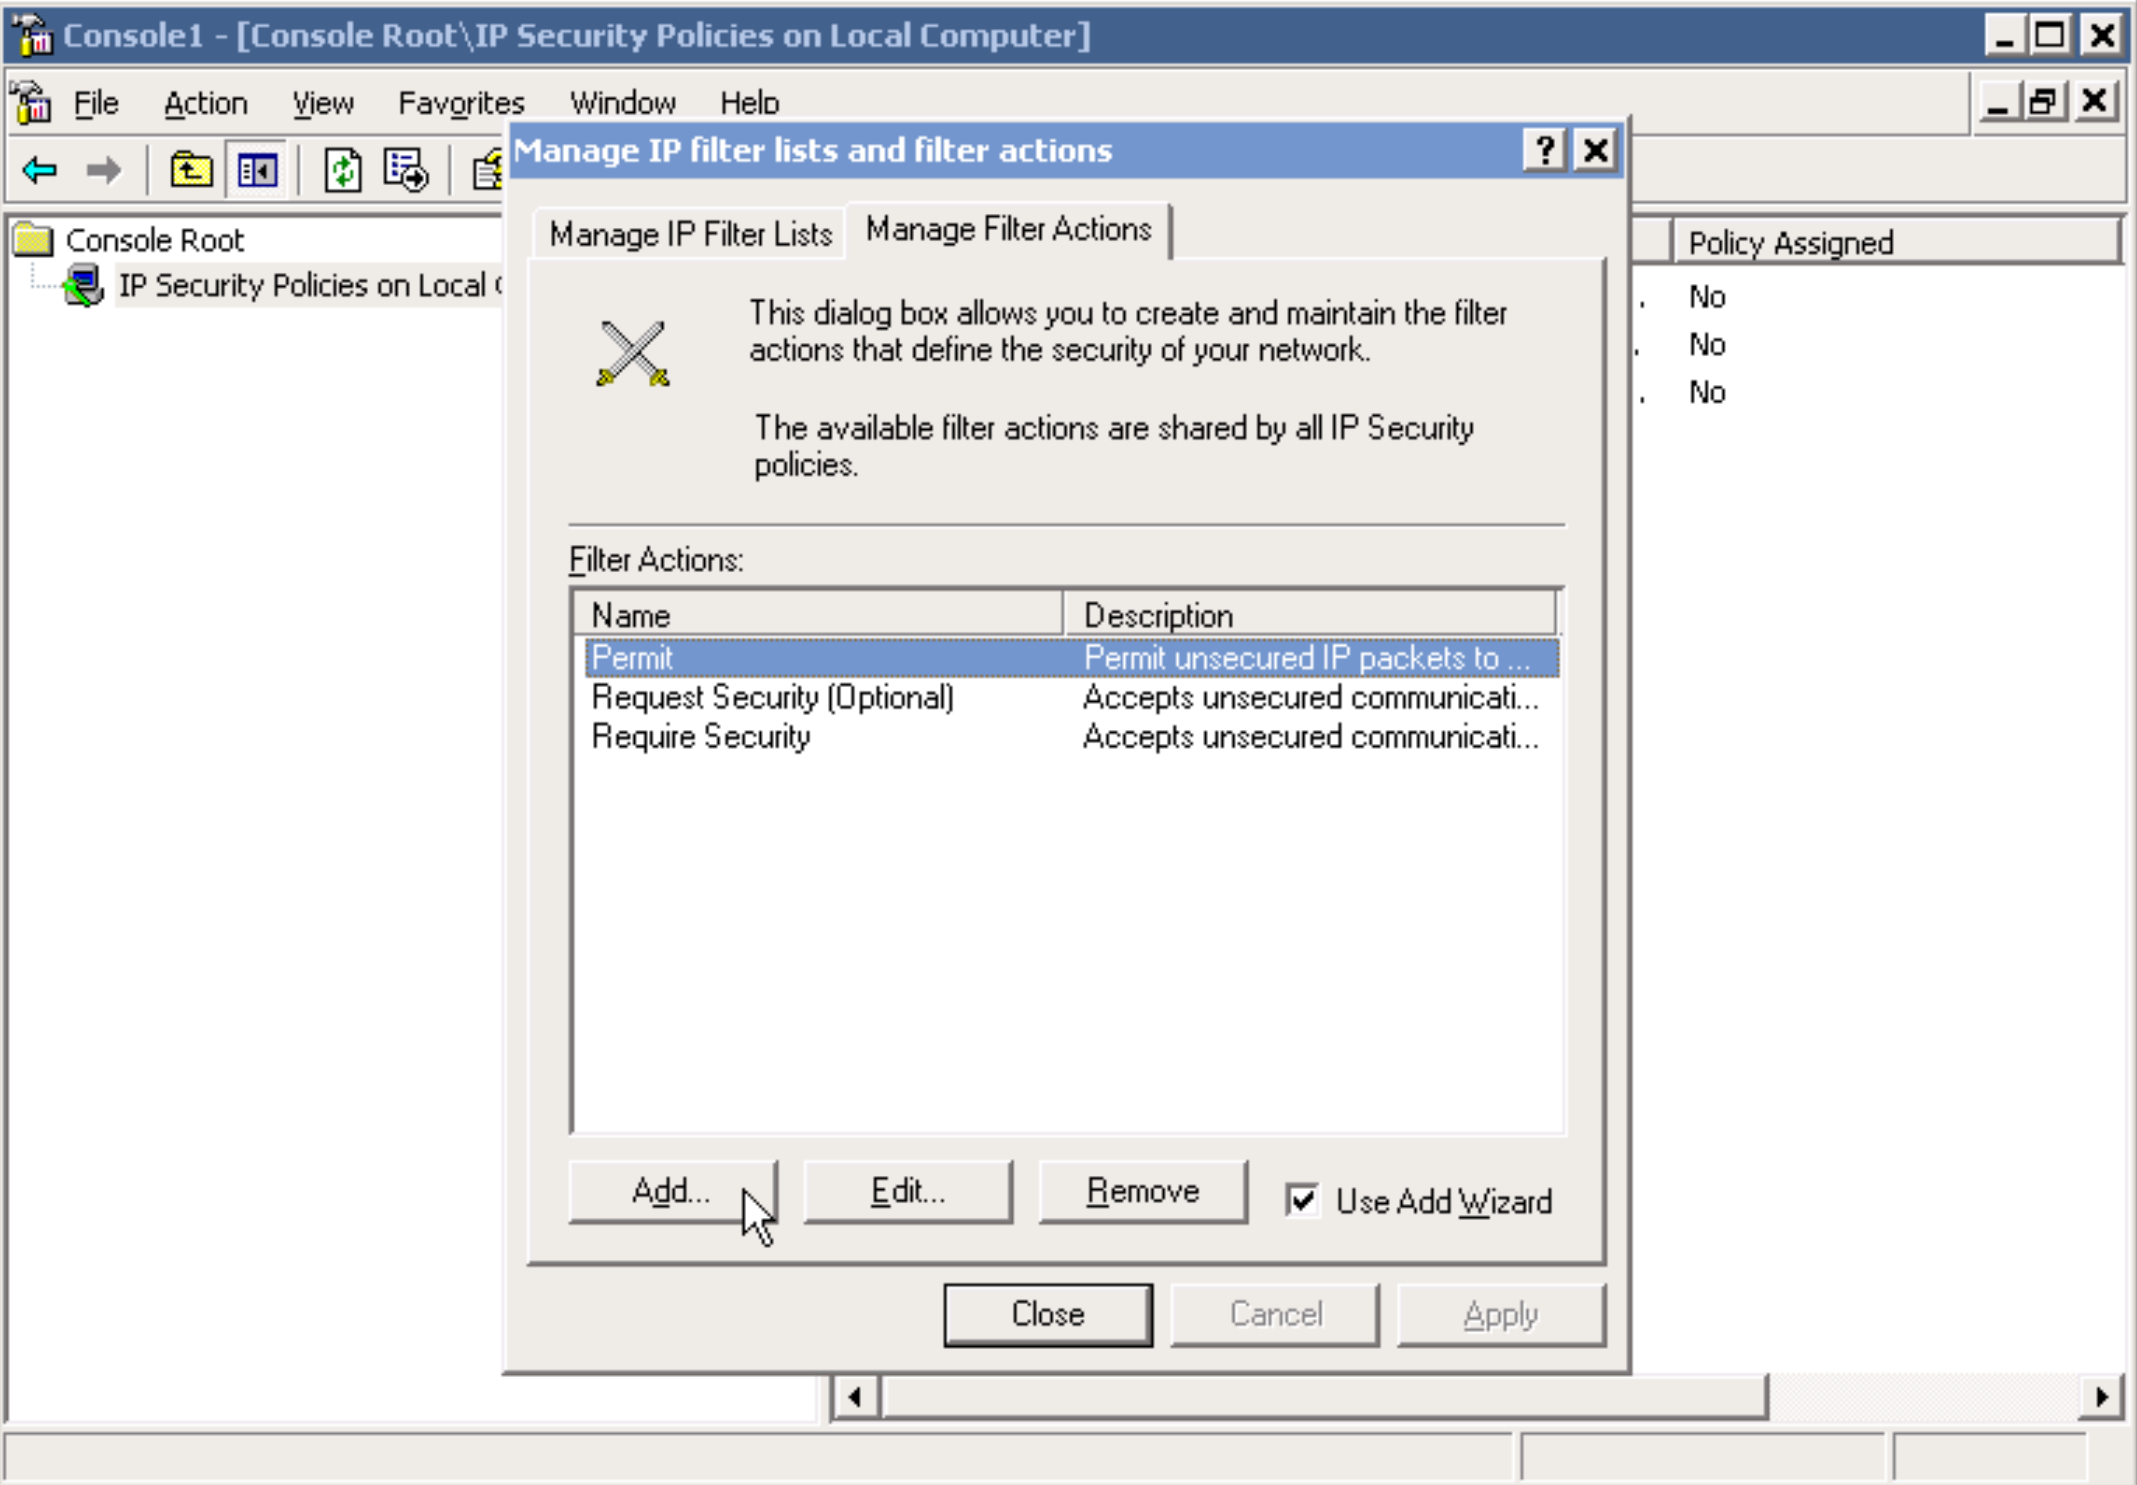 Console1 - [Console Root\IP Security Policies on Local Computer]
File Action View Favorites Window Help
Manage IP filter lists and filter actions
Manage IP Filter Lists Manage Filter Actions
Console Root
IP Security Policies on Local
Policy Assigned
No
No
No
This dialog box allows you to create and maintain the filter
actions that define the security of your network.
The available filter actions are shared by all IP Security
policies.
Filter Actions:
Name Description
Permit Permit unsecured IP packets to ...
Request Security (Optional) Accepts unsecured communicati...
Require Security Accepts unsecured communicati...
Add... Edit... Remove Use Add Wizard
Close Cancel Apply